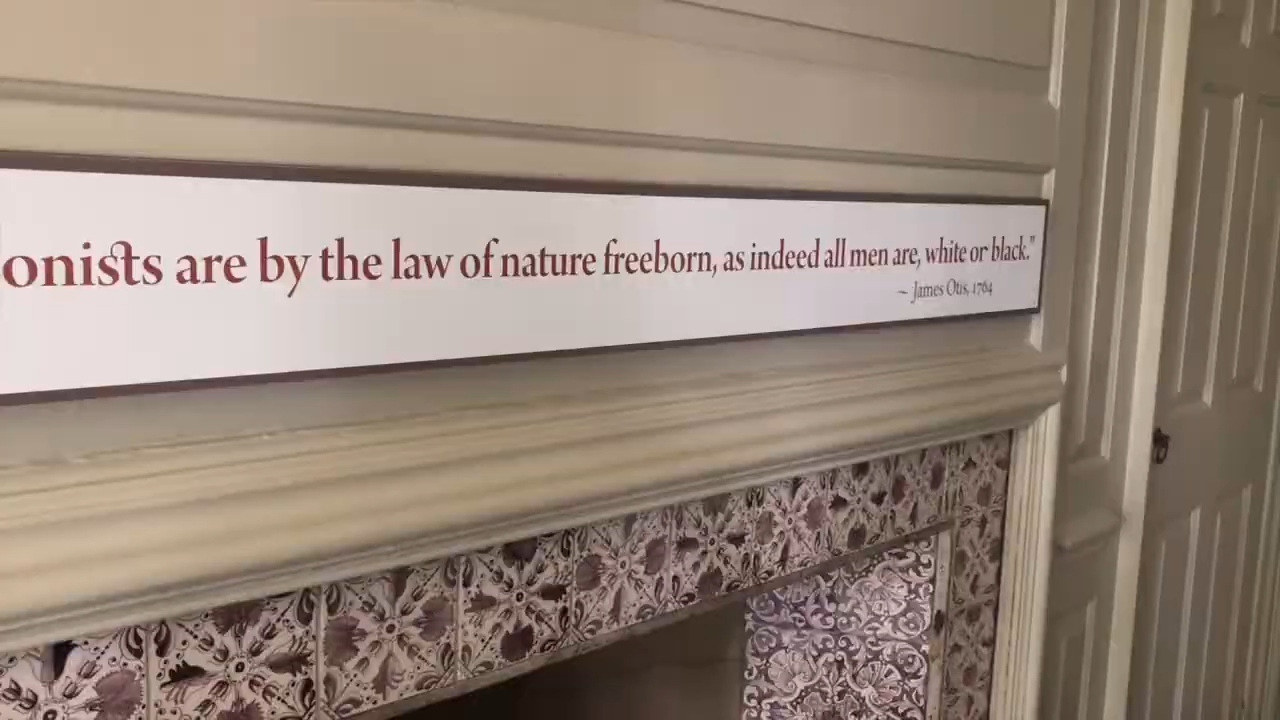 onists are by the law of nature freeborn, as indeed all men are, white or black."
~ James Otis, 1764